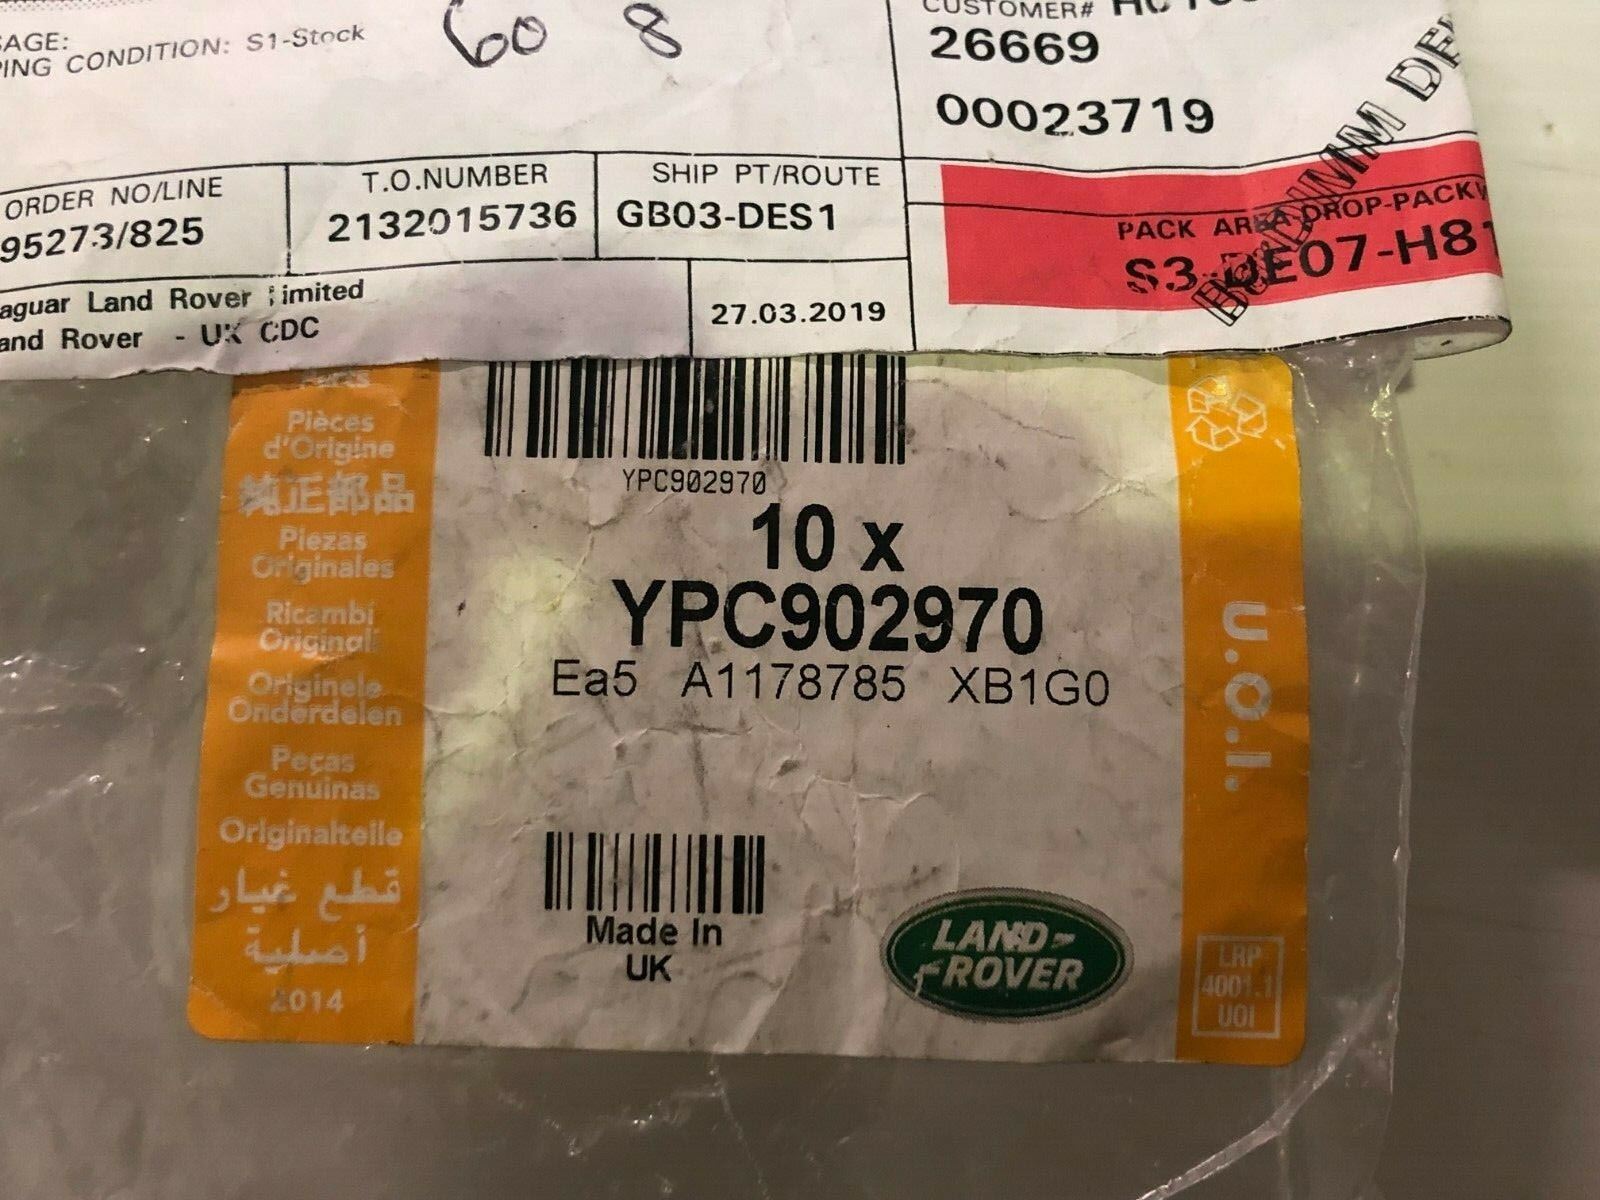 SAGE:
PING CONDITION: S1-Stock
60 8
CUSTOMER#
26669
00023719
ORDER NO/LINE
95273/825
T.O.NUMBER
2132015736
SHIP PT/ROUTE
GB03-DES1
PACK AREA DROP-PACKW
S3-DE07-H81
aguar Land Rover Limited
and Rover - UK CDC
27.03.2019
Parts
Pièces
d'Origine
純正部品
Piezas
Originales
Ricambi
Originali
Originele
Onderdelen
Peças
Genuinas
Originalteile
قطع غيار
أصلية
2014
YPC902970
10 x
YPC902970
Ea5 A1178785 XB1G0
Made In
UK
LAND-
ROVER
U.O.I.
LRP
4001.1
UOI